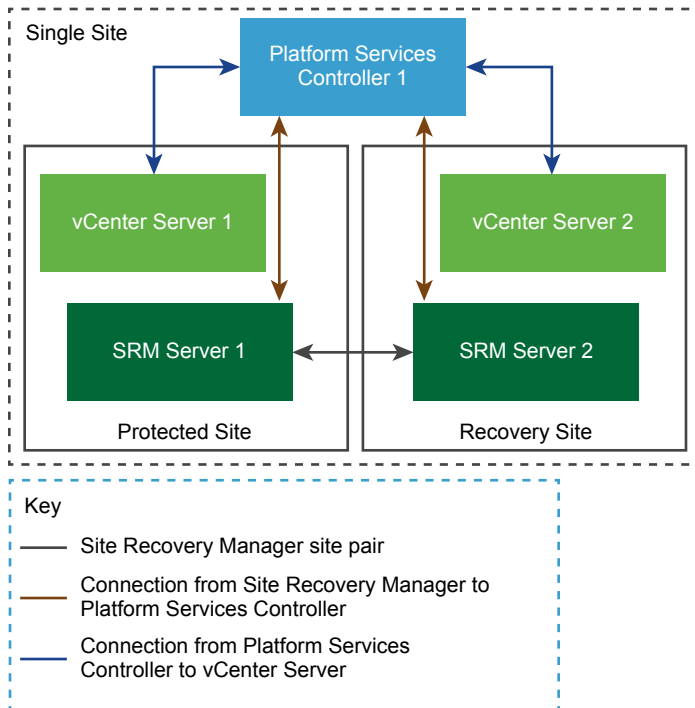 Single Site
Platform Services
Controller 1
vCenter Server 1
vCenter Server 2
SRM Server 1
SRM Server 2
Protected Site
Recovery Site
Key
Site Recovery Manager site pair
Connection from Site Recovery Manager to
Platform Services Controller
Connection from Platform Services
Controller to vCenter Server